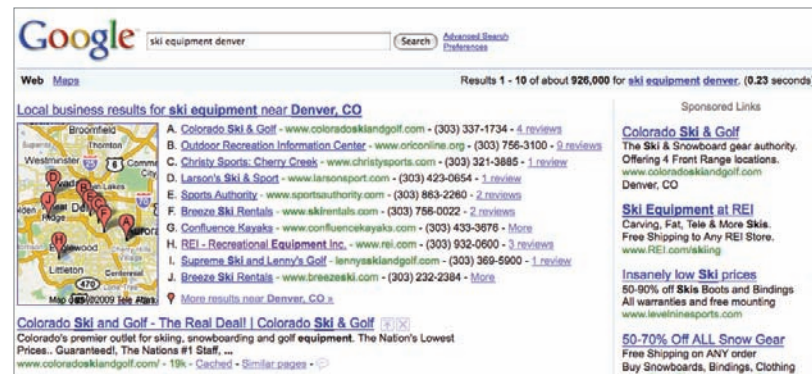 Google
ski equipment denver
Search
Advanced Search
Preferences
Web Maps
Results 1 - 10 of about 926,000 for ski equipment denver. (0.23 seconds)
Local business results for ski equipment near Denver, CO
Broomfield
Thornton
Westminster
Littleton
Centennial
470
A. Colorado Ski & Golf - www.coloradoskiandgolf.com - (303) 337-1734 - 4 reviews
B. Outdoor Recreation Information Center - www.oriconline.org - (303) 756-3100 - 9 reviews
C. Christy Sports: Cherry Creek - www.christysports.com - (303) 321-3885 - 1 review
D. Larson's Ski & Sport - www.larsonsport.com - (303) 423-0654 - 1 review
E. Sports Authority - www.sportsauthority.com - (303) 863-2260 - 2 reviews
F. Breeze Ski Rentals - www.skirentals.com - (303) 756-0022 - 2 reviews
G. Confluence Kayaks - www.confluencekayaks.com - (303) 433-3676 - More
H. REI - Recreational Equipment Inc. - www.rei.com - (303) 932-0600 - 3 reviews
I. Supreme Ski and Lenny's Golf - lennysskiandgolf.com - (303) 369-5900 - 1 review
J. Breeze Ski Rentals - www.breezeski.com - (303) 232-2384 - More
More results near Denver, CO »
Colorado Ski and Golf - The Real Deal! | Colorado Ski & Golf
Colorado's premier outlet for skiing, snowboarding and golf equipment. The Nation's Lowest
Prices.. Guaranteed!, The Nations #1 Staff, ...
www.coloradoskiandgolf.com/ - 19k - Cached - Similar pages -
Sponsored Links
Colorado Ski & Golf
The Ski & Snowboard gear authority.
Offering 4 Front Range locations.
www.coloradoskiandgolf.com
Denver, CO
Ski Equipment at REI
Carving, Fat, Tele & More Skis.
Free Shipping to Any REI Store.
www.REI.com/skiing
Insanely low Ski prices
50-90% off Skis Boots and Bindings
All warranties and free mounting
www.levelninesports.com
50-70% Off ALL Snow Gear
Free Shipping on ANY order
Buy Snowboards, Bindings, Clothing